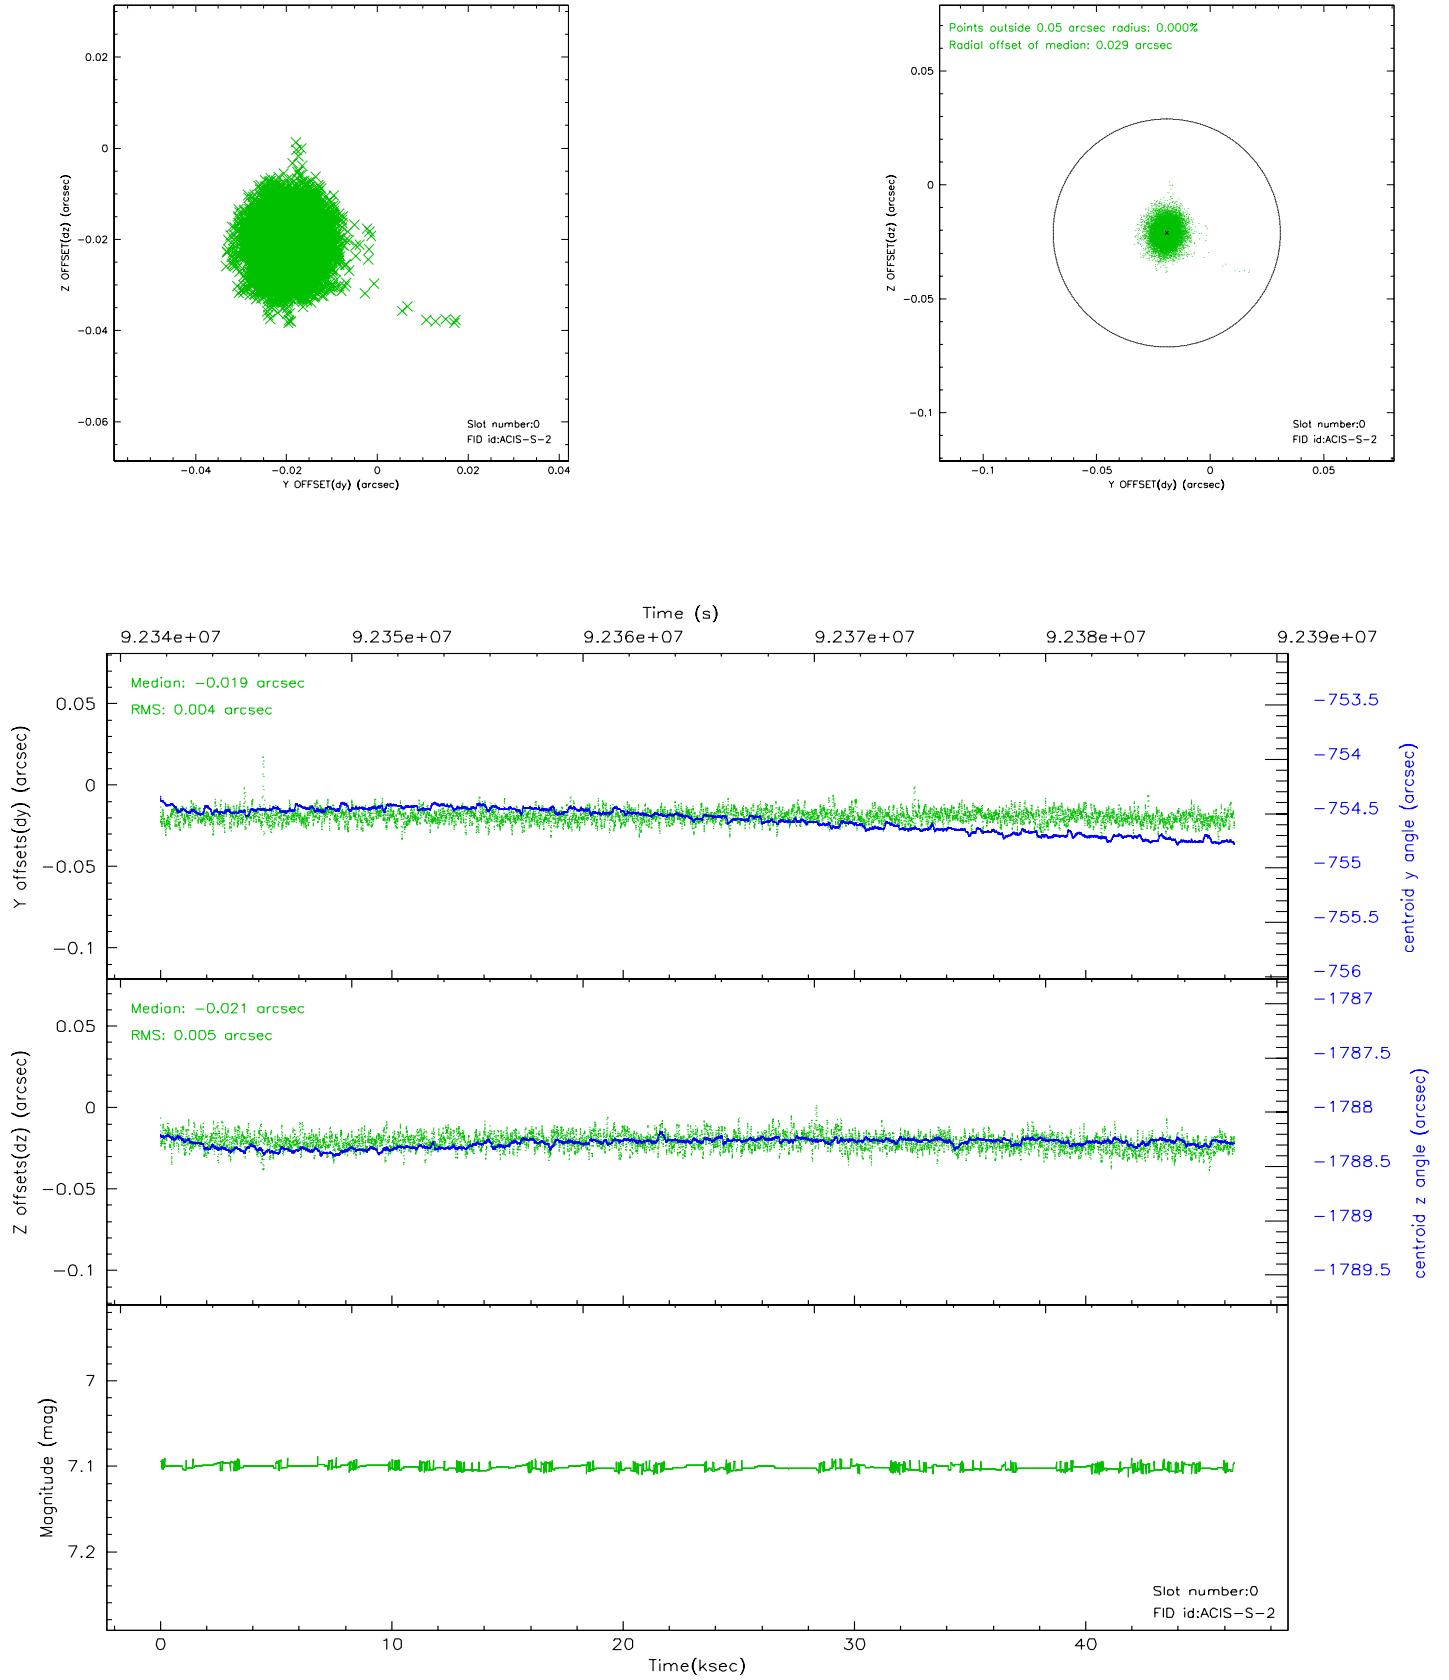 0.02
0
−0.02
−0.04
−0.06
Z OFFSET(dz) (arcsec)
Slot number:0
FID id:ACIS−S−2
−0.04
−0.02
0
0.02
0.04
Y OFFSET(dy) (arcsec)
Points outside 0.05 arcsec radius: 0.000%
Radial offset of median: 0.029 arcsec
0.05
0
−0.05
−0.1
Z OFFSET(dz) (arcsec)
Slot number:0
FID id:ACIS−S−2
−0.1
−0.05
0
0.05
Y OFFSET(dy) (arcsec)
Time (s)
9.234e+07
9.235e+07
9.236e+07
9.237e+07
9.238e+07
9.239e+07
Median: −0.019 arcsec
RMS: 0.004 arcsec
0.05
0
−0.05
−0.1
Y offsets(dy) (arcsec)
−753.5
−754
−754.5
−755
−755.5
−756
centroid y angle (arcsec)
Median: −0.021 arcsec
RMS: 0.005 arcsec
0.05
0
−0.05
−0.1
Z offsets(dz) (arcsec)
−1787
−1787.5
−1788
−1788.5
−1789
−1789.5
centroid z angle (arcsec)
7
7.1
7.2
Magnitude (mag)
Slot number:0
FID id:ACIS−S−2
0
10
20
30
40
Time(ksec)